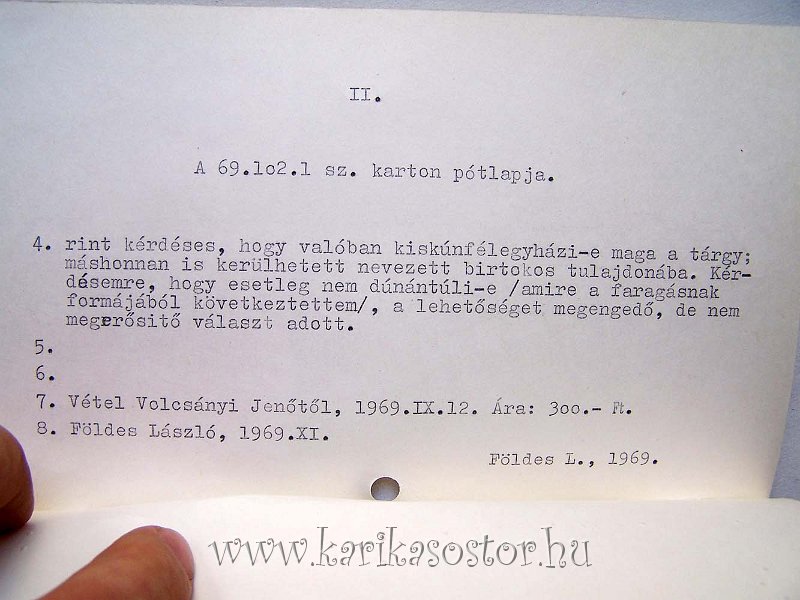 II.
A 69.1o2.1 sz. karton pótlapja.
4. rint kérdéses, hogy valóban kiskúnfélegyházi-e maga a tárgy;
máshonnan is kerülhetett nevezett birtokos tulajdonába. Kér-
désemre, hogy esetleg nem dúnántúli-e /amire a faragásnak
formájából következtettem/, a lehetőséget megengedő, de nem
megerősitő választ adott.
5.
6.
7. Vétel Volcsányi Jenőtől, 1969.IX.12. Ára: 3oo.- Ft.
8. Földes László, 1969.XI.
Földes L., 1969.
www.karikasostor.hu